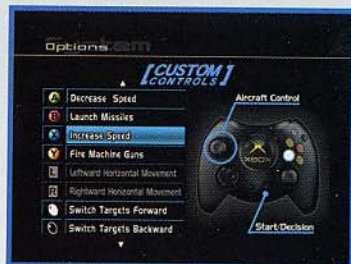 Options
[CUSTOM
CONTROLS]
A Decrease Speed
B Launch Missiles
X Increase Speed
Y Fire Machine Guns
L Leftward Horizontal Movement
R Rightward Horizontal Movement
Switch Targets Forward
Switch Targets Backward
Aircraft Control
XBOX
Start/Decision